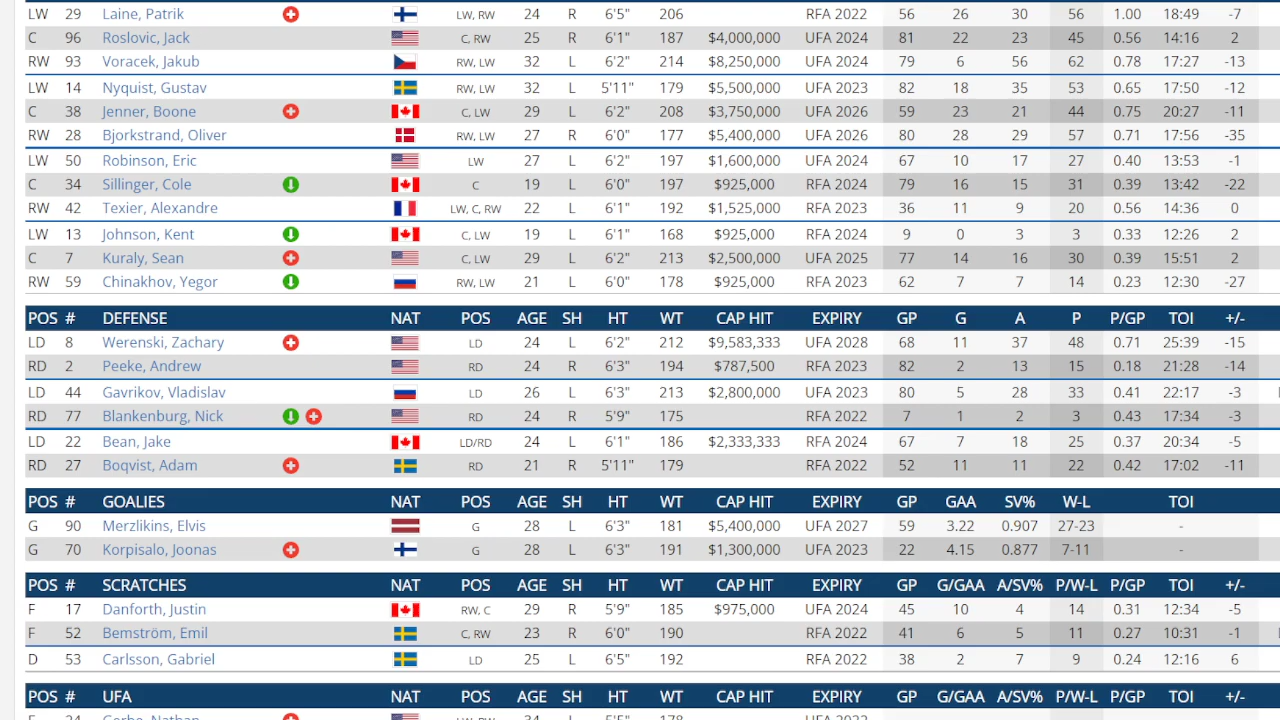 LW 29 Laine, Patrik LW, RW 24 R 6'5" 206 RFA 2022 56 26 30 56 1.00 18:49 -7
C 96 Roslovic, Jack C, RW 25 R 6'1" 187 $4,000,000 UFA 2024 81 22 23 45 0.56 14:16 2
RW 93 Voracek, Jakub RW, LW 32 L 6'2" 214 $8,250,000 UFA 2024 79 6 56 62 0.78 17:27 -13
LW 14 Nyquist, Gustav RW, LW 32 L 5'11" 179 $5,500,000 UFA 2023 82 18 35 53 0.65 17:50 -12
C 38 Jenner, Boone C, LW 29 L 6'2" 208 $3,750,000 UFA 2026 59 23 21 44 0.75 20:27 -11
RW 28 Bjorkstrand, Oliver RW, LW 27 R 6'0" 177 $5,400,000 UFA 2026 80 28 29 57 0.71 17:56 -35
LW 50 Robinson, Eric LW 27 L 6'2" 197 $1,600,000 UFA 2024 67 10 17 27 0.40 13:53 -1
C 34 Sillinger, Cole C 19 L 6'0" 197 $925,000 RFA 2024 79 16 15 31 0.39 13:42 -22
RW 42 Texier, Alexandre LW, C, RW 22 L 6'1" 192 $1,525,000 RFA 2023 36 11 9 20 0.56 14:36 0
LW 13 Johnson, Kent C, LW 19 L 6'1" 168 $925,000 RFA 2024 9 0 3 3 0.33 12:26 2
C 7 Kuraly, Sean C, LW 29 L 6'2" 213 $2,500,000 UFA 2025 77 14 16 30 0.39 15:51 2
RW 59 Chinakhov, Yegor RW, LW 21 L 6'0" 178 $925,000 RFA 2023 62 7 7 14 0.23 12:30 -27
POS # DEFENSE NAT POS AGE SH HT WT CAP HIT EXPIRY GP G A P P/GP TOI +/-
LD 8 Werenski, Zachary LD 24 L 6'2" 212 $9,583,333 UFA 2028 68 11 37 48 0.71 25:39 -15
RD 2 Peeke, Andrew RD 24 R 6'3" 194 $787,500 RFA 2023 82 2 13 15 0.18 21:28 -14
LD 44 Gavrikov, Vladislav LD 26 L 6'3" 213 $2,800,000 UFA 2023 80 5 28 33 0.41 22:17 -3
RD 77 Blankenburg, Nick RD 24 R 5'9" 175 RFA 2022 7 1 2 3 0.43 17:34 -3
LD 22 Bean, Jake LD/RD 24 L 6'1" 186 $2,333,333 RFA 2024 67 7 18 25 0.37 20:34 -5
RD 27 Boqvist, Adam RD 21 R 5'11" 179 RFA 2022 52 11 11 22 0.42 17:02 -11
POS # GOALIES NAT POS AGE SH HT WT CAP HIT EXPIRY GP GAA SV% W-L TOI
G 90 Merzlikins, Elvis G 28 L 6'3" 181 $5,400,000 UFA 2027 59 3.22 0.907 27-23 -
G 70 Korpisalo, Joonas G 28 L 6'3" 191 $1,300,000 UFA 2023 22 4.15 0.877 7-11 -
POS # SCRATCHES NAT POS AGE SH HT WT CAP HIT EXPIRY GP G/GAA A/SV% P/W-L P/GP TOI +/-
F 17 Danforth, Justin RW, C 29 R 5'9" 185 $975,000 UFA 2024 45 10 4 14 0.31 12:34 -5
F 52 Bemström, Emil C, RW 23 R 6'0" 190 RFA 2022 41 6 5 11 0.27 10:31 -1
D 53 Carlsson, Gabriel LD 25 L 6'5" 192 RFA 2022 38 2 7 9 0.24 12:16 6
POS # UFA NAT POS AGE SH HT WT CAP HIT EXPIRY GP G/GAA A/SV% P/W-L P/GP TOI +/-
F 24 Gerbe, Nathan LW, RW 34 L 5'5" 178 UFA 2022